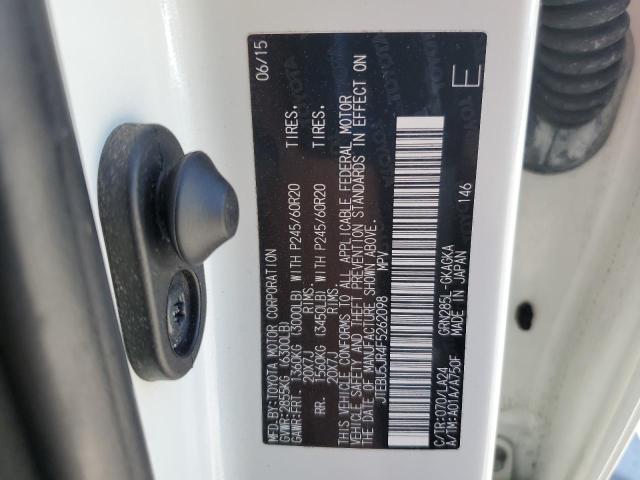 MFD.BY:TOYOTA MOTOR CORPORATION 06/15
GVWR:2855KG (6300LB)
GAWR:FRT. 1360KG (3000LB) WITH P245/60R20 TIRES.
20X7J RIMS.
RR. 1560KG (3450LB) WITH P245/60R20 TIRES.
20X7J RIMS.
THIS VEHICLE CONFORMS TO ALL APPLICABLE FEDERAL MOTOR
VEHICLE SAFETY AND THEFT PREVENTION STANDARDS IN EFFECT ON
THE DATE OF MANUFACTURE SHOWN ABOVE.
JTEBU5JR4F5262098 MPV
C/TR:070/LA24 GRN285L-GKAGKA
A/TM:A01A/A750F MADE IN JAPAN 146
E
TOYOTA